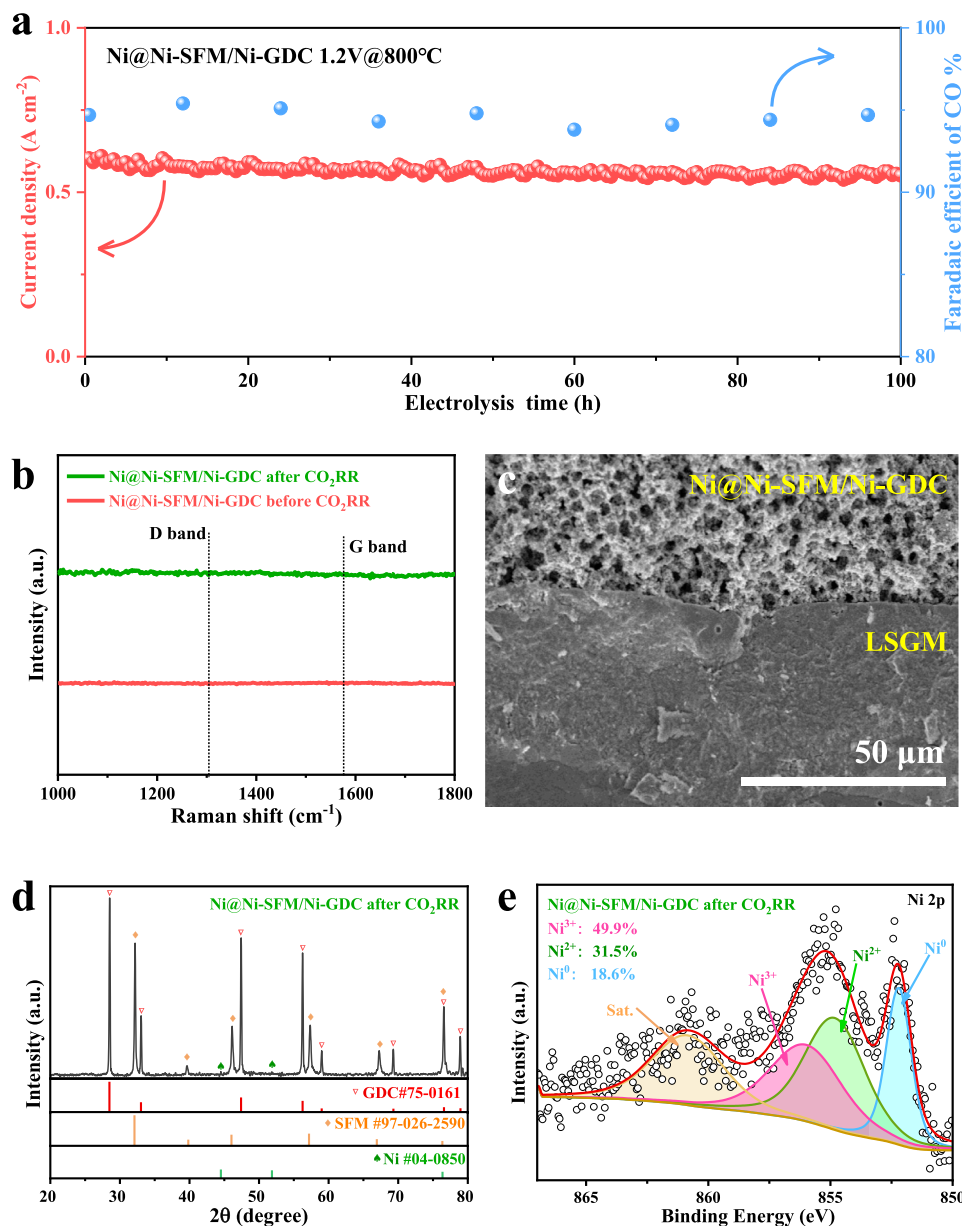 a
Ni@Ni-SFM/Ni-GDC 1.2V@800℃
Current density (A cm⁻²)
1.0
0.5
0.0
Faradaic efficient of CO %
100
90
80
0 20 40 60 80 100
Electrolysis time (h)
b
Ni@Ni-SFM/Ni-GDC after CO₂RR
Ni@Ni-SFM/Ni-GDC before CO₂RR
D band
G band
Intensity (a.u.)
1000 1200 1400 1600 1800
Raman shift (cm⁻¹)
c
Ni@Ni-SFM/Ni-GDC
LSGM
50 µm
d
Ni@Ni-SFM/Ni-GDC after CO₂RR
Intensity (a.u.)
GDC#75-0161
SFM #97-026-2590
Ni #04-0850
20 30 40 50 60 70 80
2θ (degree)
e
Ni 2p
Ni@Ni-SFM/Ni-GDC after CO₂RR
Ni³⁺: 49.9%
Ni²⁺: 31.5%
Ni⁰: 18.6%
Sat.
Ni³⁺
Ni²⁺
Ni⁰
Intensity (a.u.)
865 860 855 850
Binding Energy (eV)